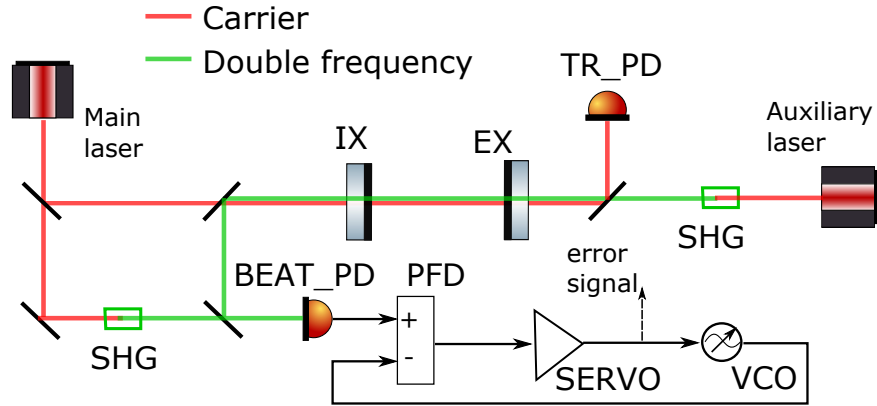 Carrier
Double frequency
TR_PD
Main
laser
IX
EX
Auxiliary
laser
SHG
error
signal
BEAT_PD
PFD
+
-
SHG
SERVO
VCO